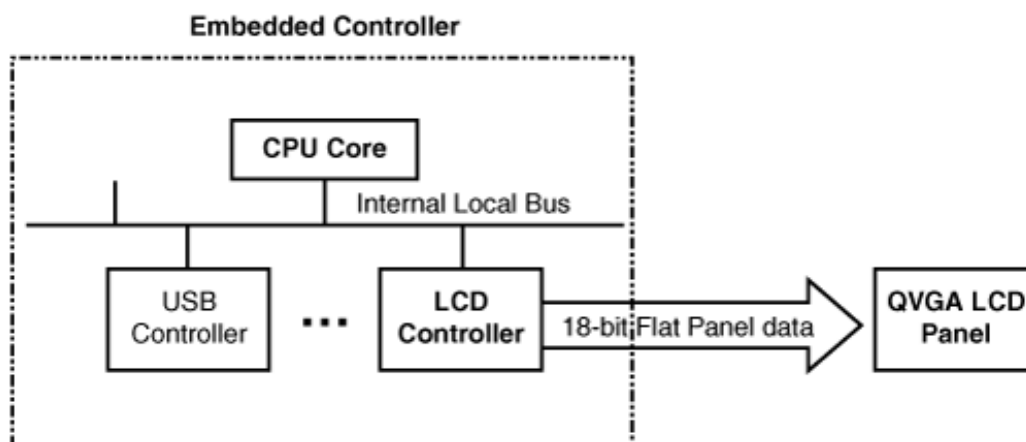 Embedded Controller
CPU Core
Internal Local Bus
USB
Controller
...
LCD
Controller
18-bit Flat Panel data
QVGA LCD
Panel